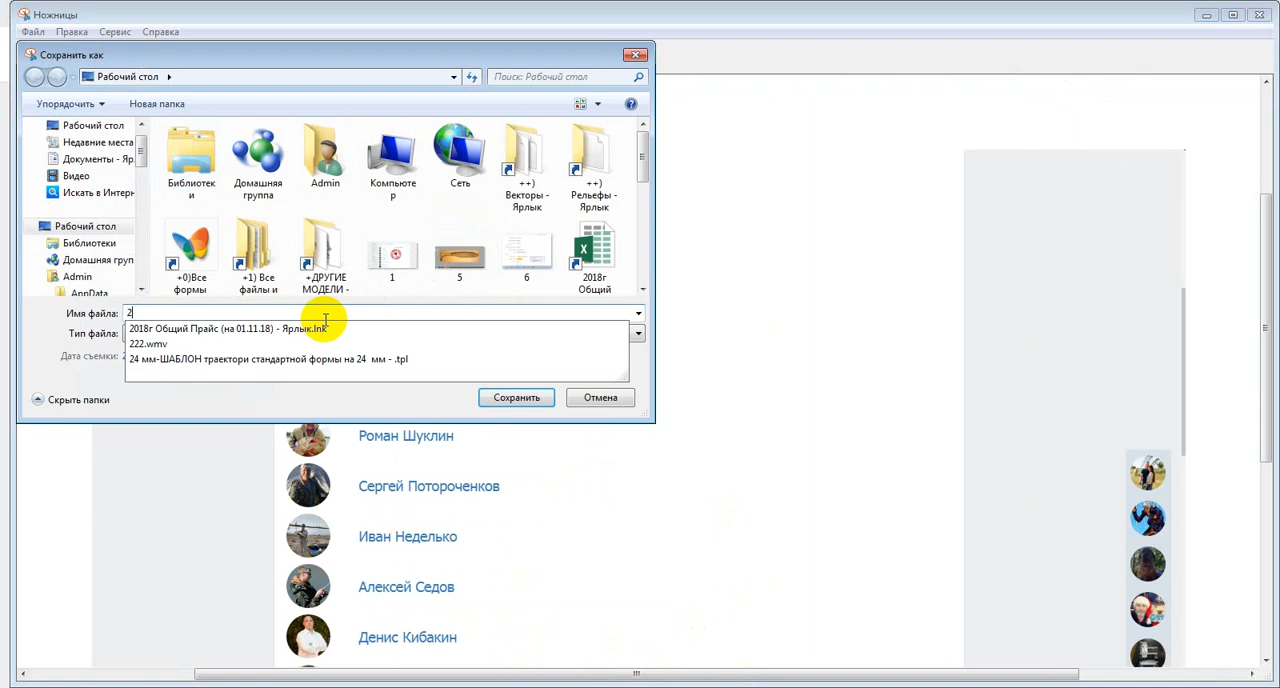 Ножницы
Файл Правка Сервис Справка
Сохранить как
Рабочий стол
Поиск: Рабочий стол
Упорядочить Новая папка
Рабочий стол
Недавние места
Документы - Яр
Видео
Искать в Интерн
Рабочий стол
Библиотеки
Домашняя груп
Admin
AppData
Библиотек
и
Домашняя
группа
Admin
Компьюте
р
Сеть
++)
Векторы -
Ярлык
++)
Рельефы -
Ярлык
+0)Все
формы
+1) Все
файлы и
+ДРУГИЕ
МОДЕЛИ -
1
5
6
2018г
Общий
Имя файла: 2
2018г Общий Прайс (на 01.11.18) - Ярлык.lnk
Тип файла:
222.wmv
Дата съемки:
24 мм-ШАБЛОН траектори стандартной формы на 24 мм - .tpl
Скрыть папки
Сохранить Отмена
Роман Шуклин
Сергей Потороченков
Иван Неделько
Алексей Седов
Денис Кибакин